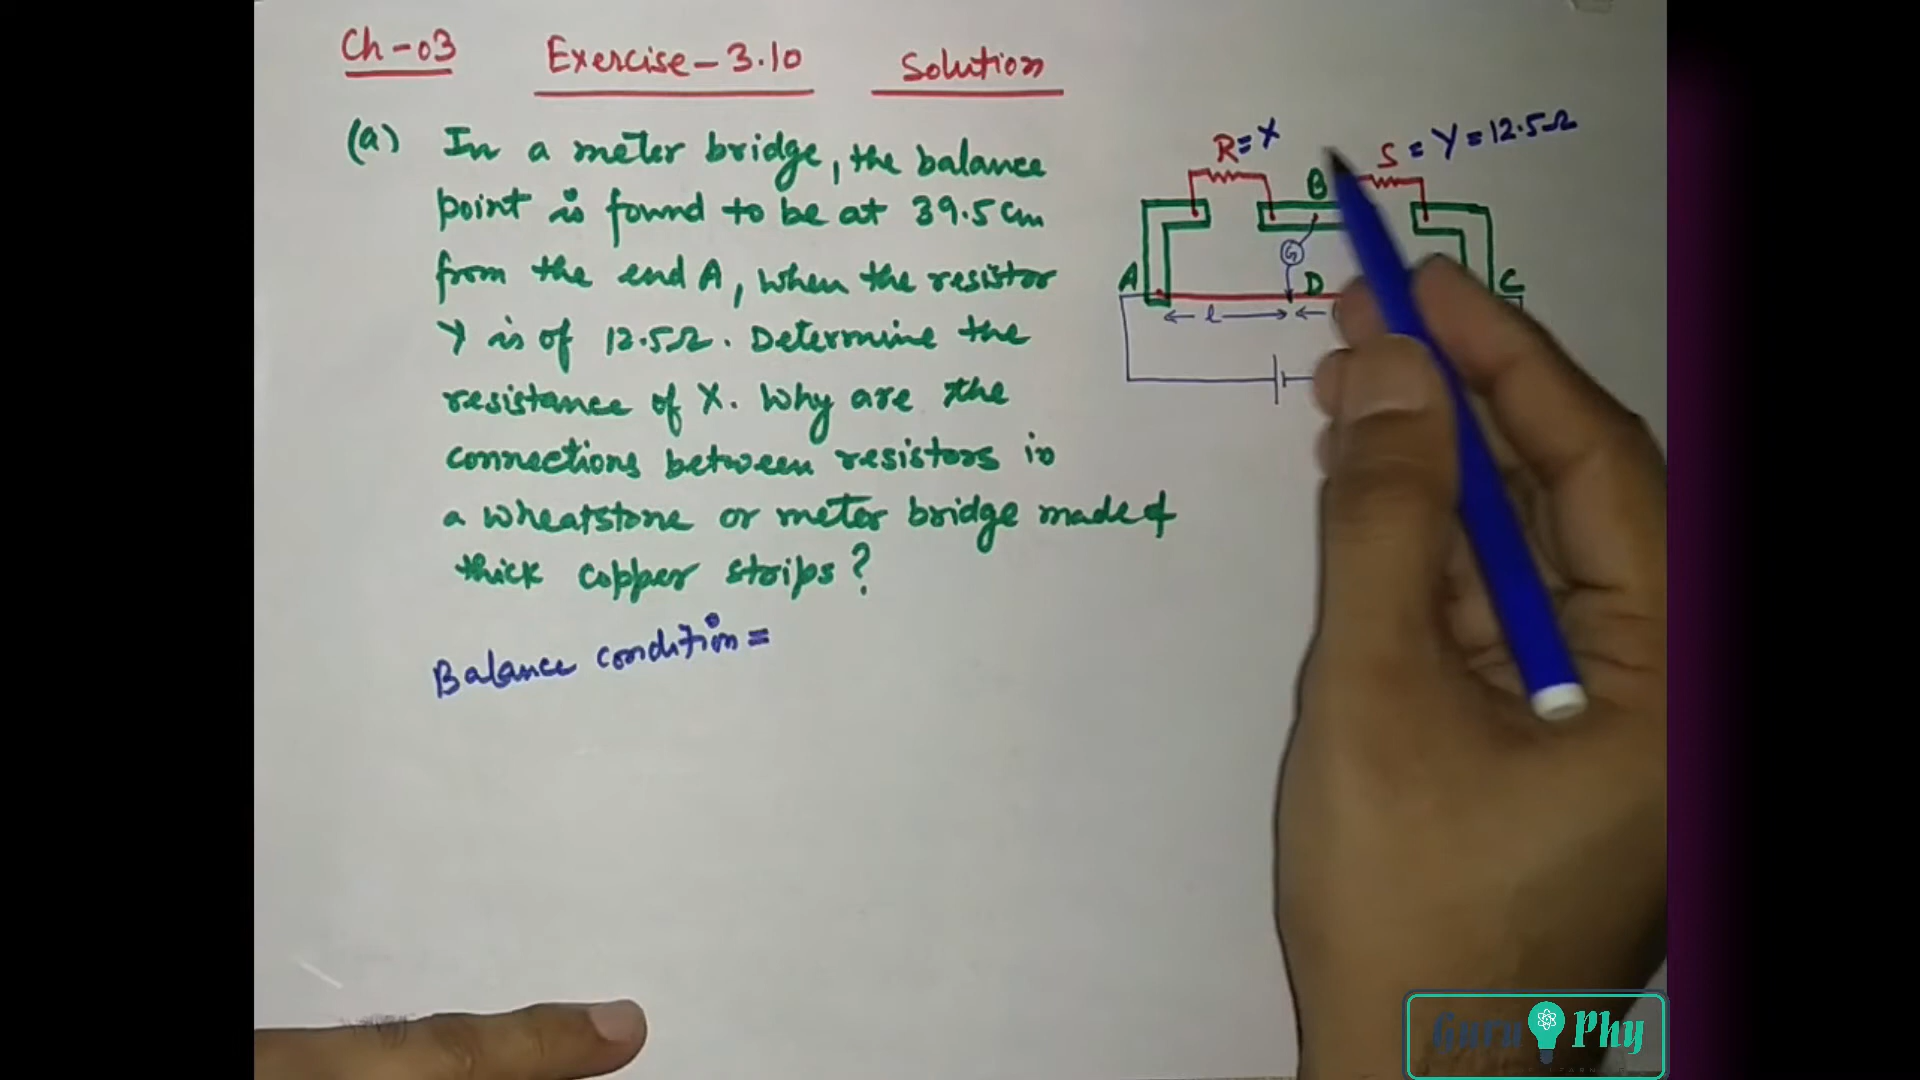 Ch-03 Exercise-3.10 Solution
(a) In a meter bridge, the balance
point is found to be at 39.5cm
from the end A, when the resistor
Y is of 12.5Ω. Determine the
resistance of X. Why are the
connections between resistors in
a wheatstone or meter bridge made of
thick copper strips?
Balance condition =
R=X
S = Y = 12.5Ω
B
G
A
D
C
l
Guru Phy